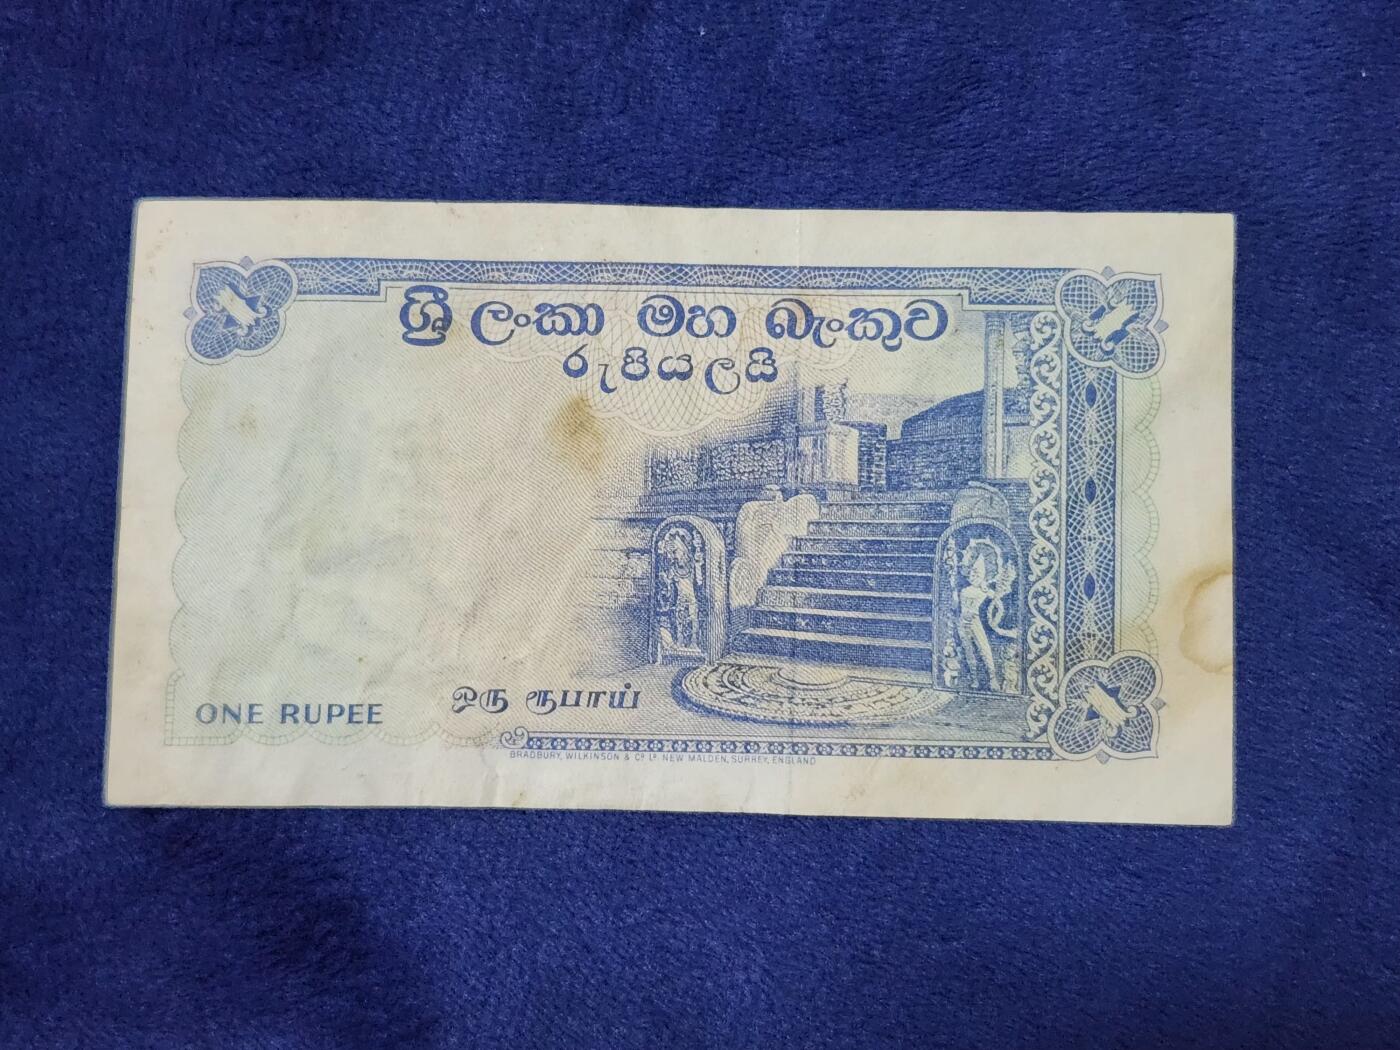 ශ්‍රී ලංකා මහ බැංකුව
රුපියලයි
ONE RUPEE
ஒரு ரூபாய்
BRADBURY, WILKINSON & Cº Lᵈ NEW MALDEN, SURREY, ENGLAND